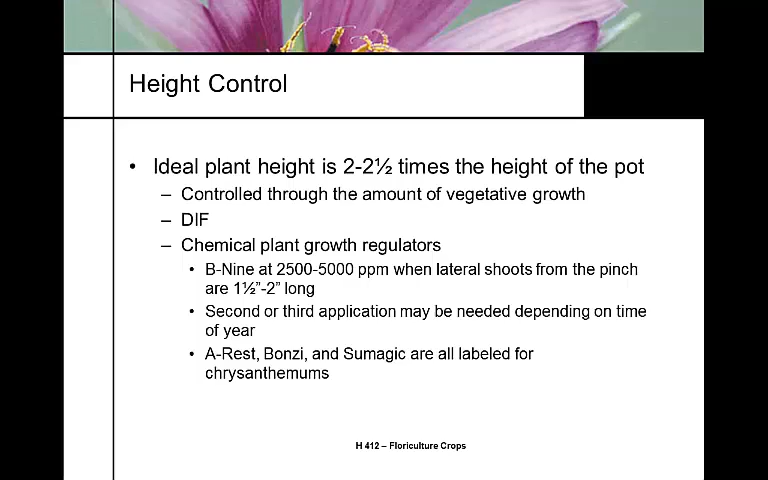 Height Control
• Ideal plant height is 2-2½ times the height of the pot
– Controlled through the amount of vegetative growth
– DIF
– Chemical plant growth regulators
• B-Nine at 2500-5000 ppm when lateral shoots from the pinch
are 1½”-2” long
• Second or third application may be needed depending on time
of year
• A-Rest, Bonzi, and Sumagic are all labeled for
chrysanthemums
H 412 – Floriculture Crops